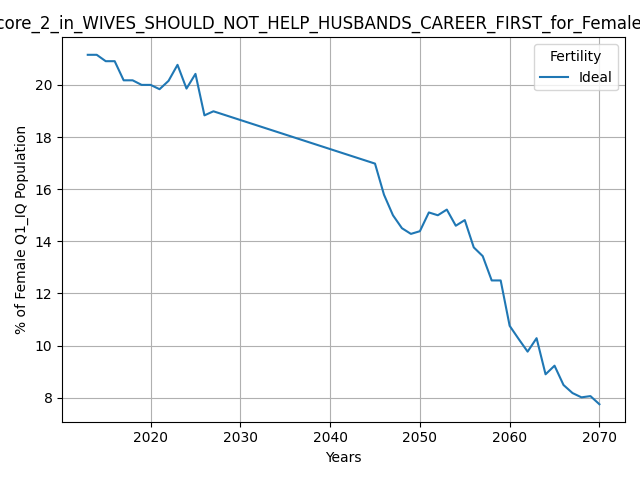 core_2_in_WIVES_SHOULD_NOT_HELP_HUSBANDS_CAREER_FIRST_for_Female
Fertility
Ideal
% of Female Q1_IQ Population
20
18
16
14
12
10
8
2020 2030 2040 2050 2060 2070
Years